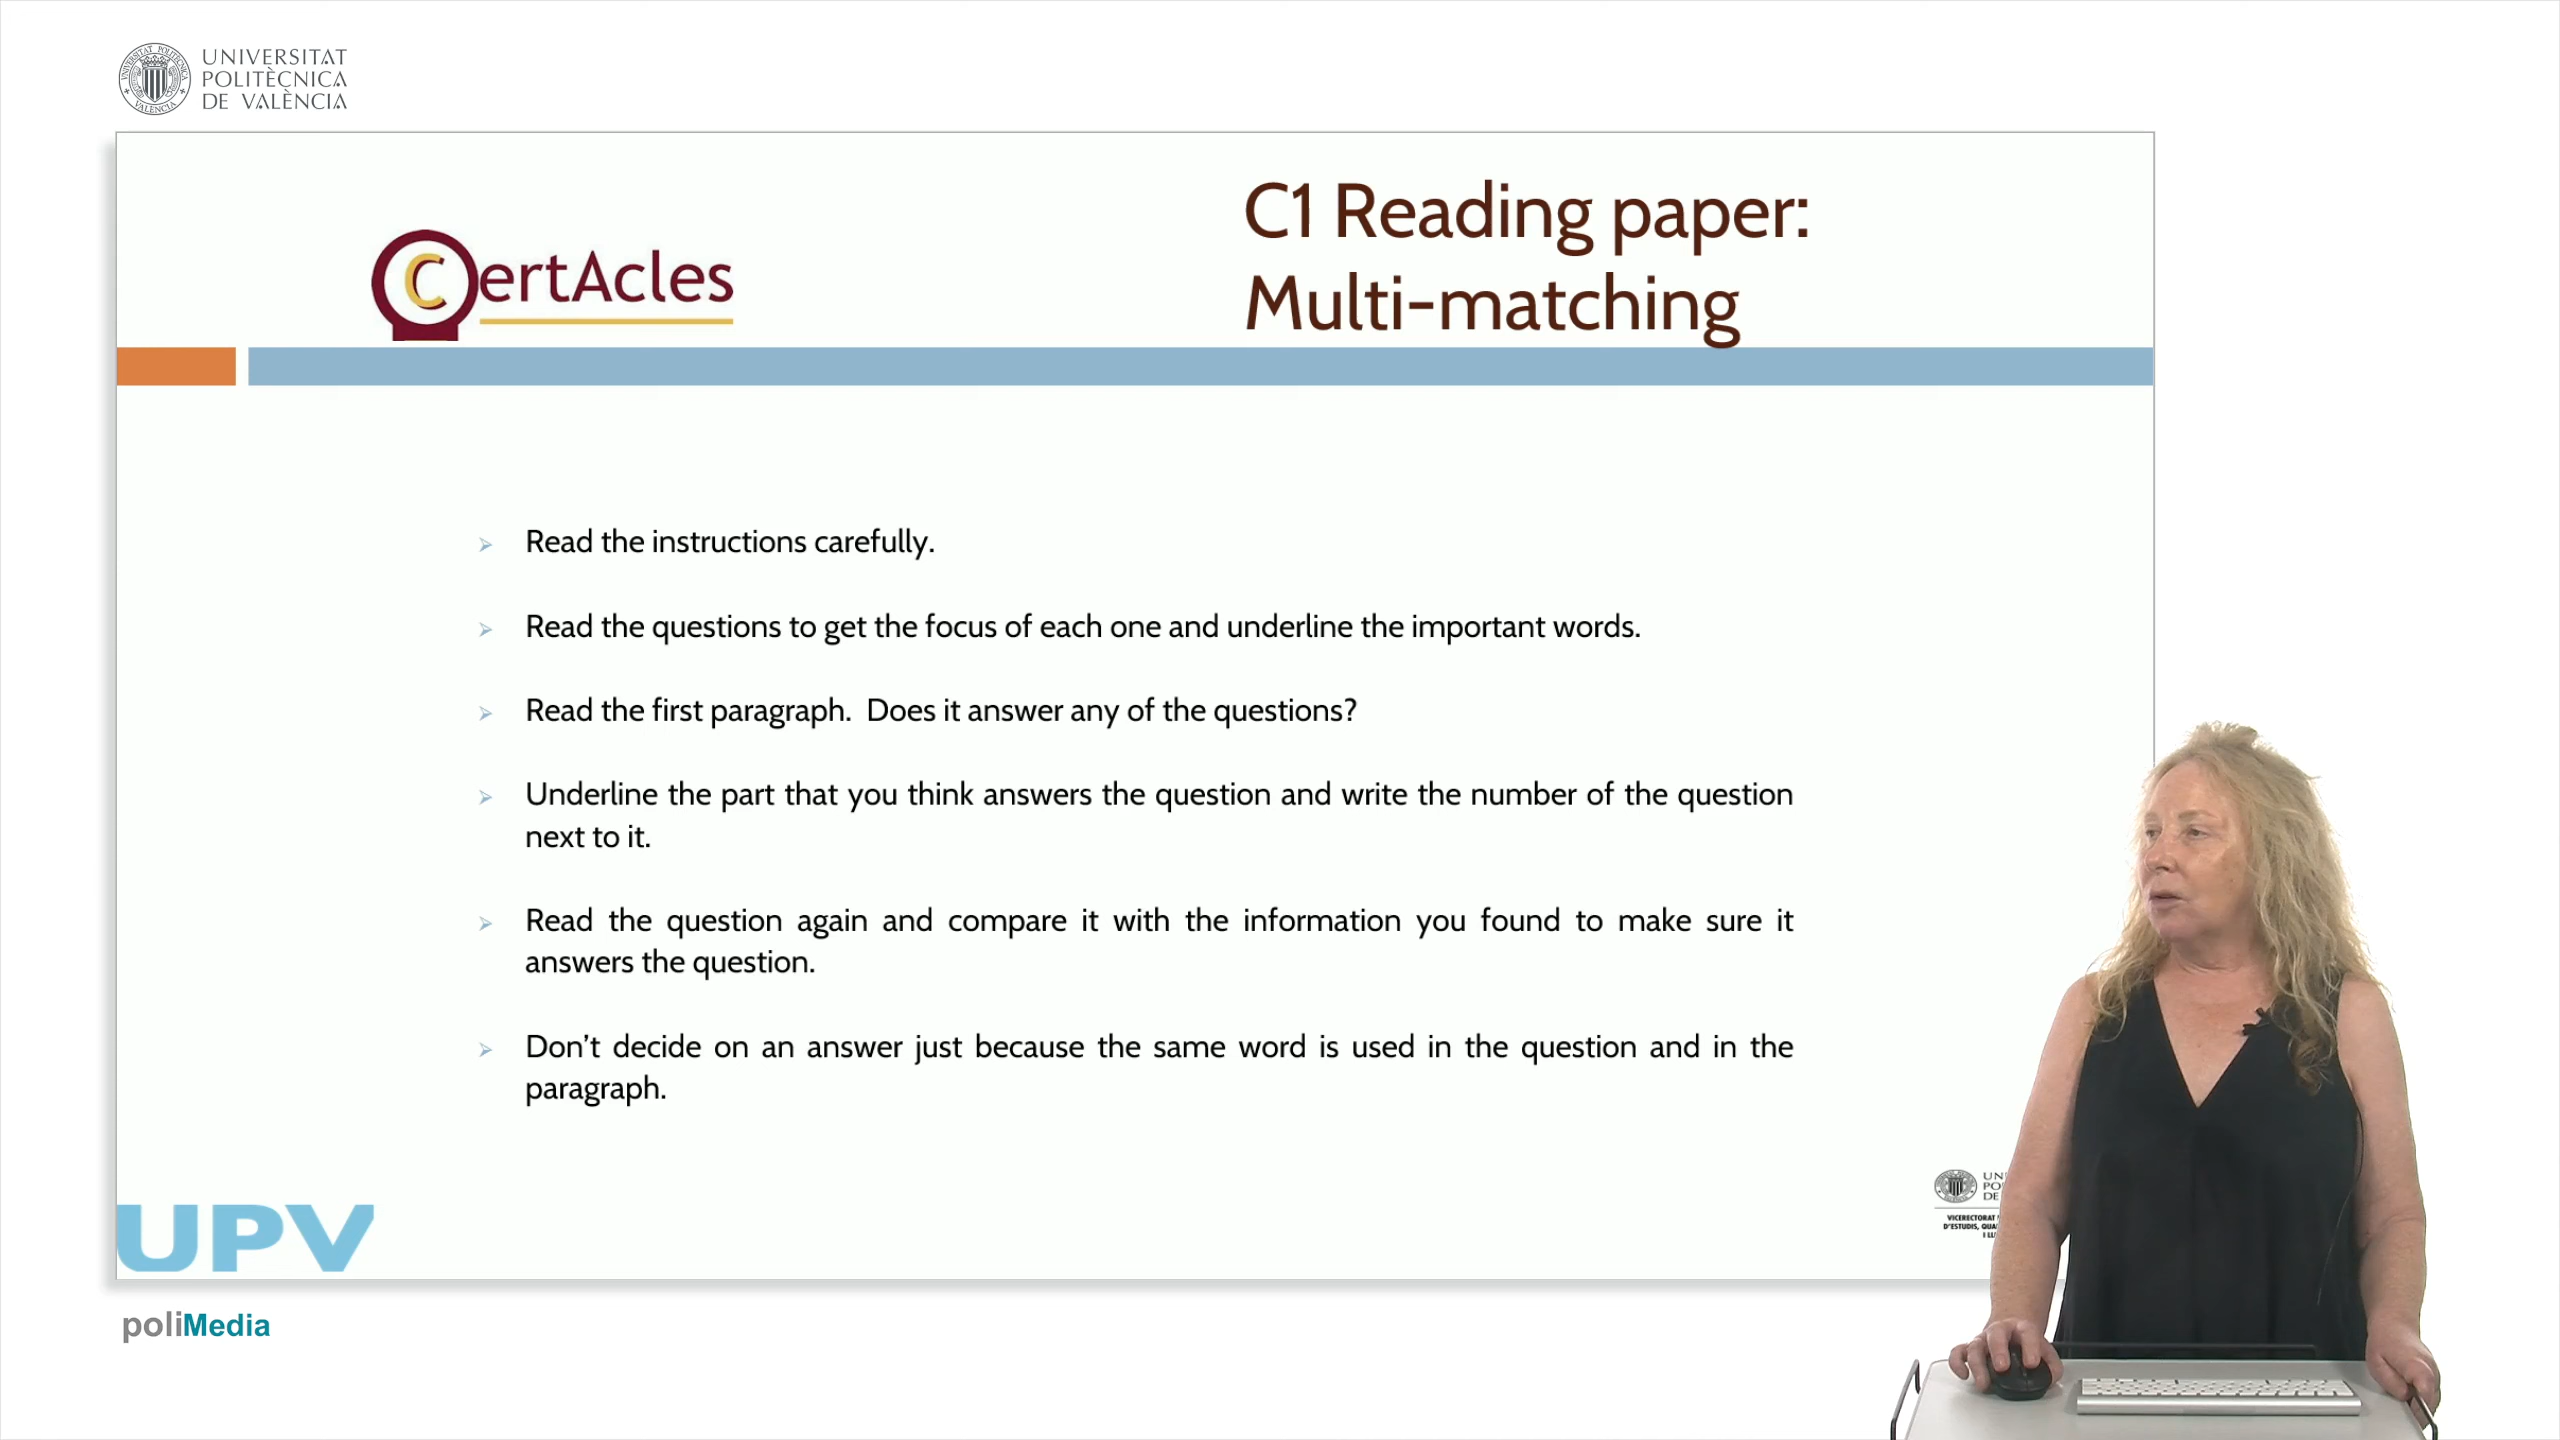 UNIVERSITAT
POLITÈCNICA
DE VALÈNCIA
CertAcles
C1 Reading paper:
Multi-matching
Read the instructions carefully.
Read the questions to get the focus of each one and underline the important words.
Read the first paragraph. Does it answer any of the questions?
Underline the part that you think answers the question and write the number of the question
next to it.
Read the question again and compare it with the information you found to make sure it
answers the question.
Don't decide on an answer just because the same word is used in the question and in the
paragraph.
UPV
VICERECTORAT
D'ESTUDIS,
poliMedia